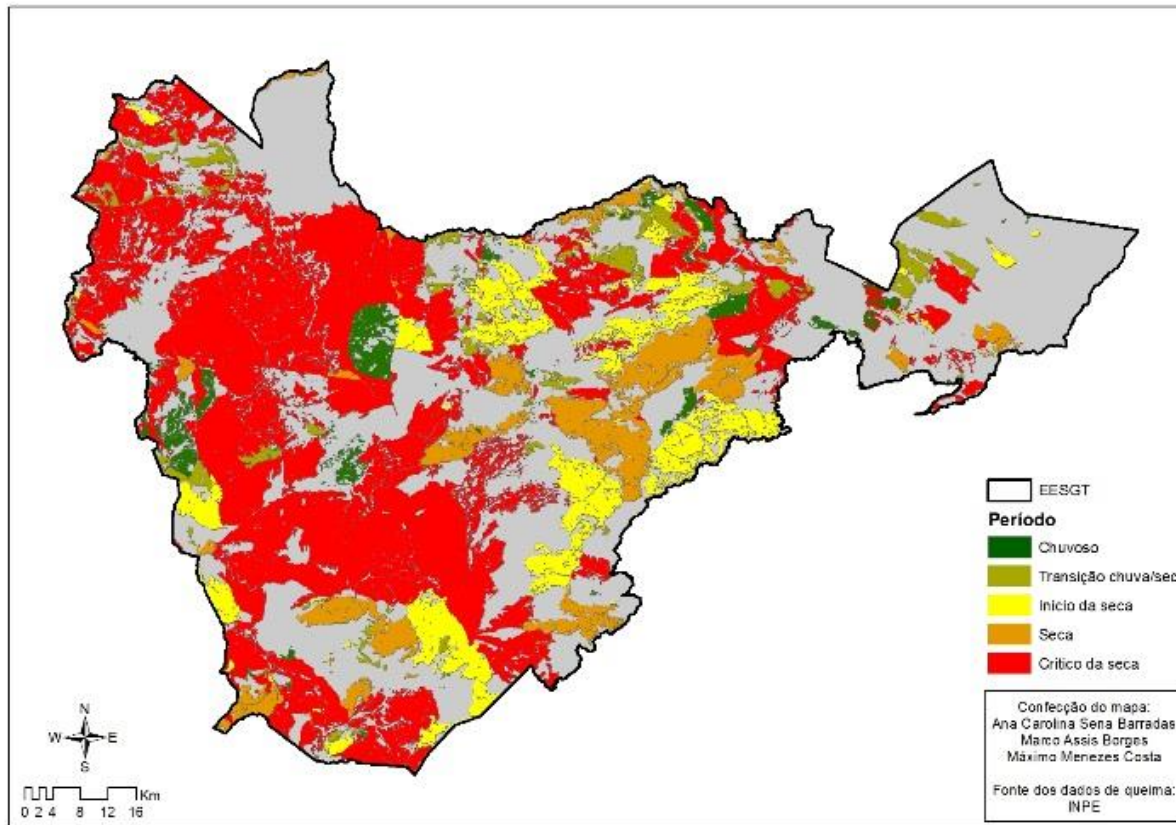 EESGT
Período
Chuvoso
Transição chuva/sec
Início da seca
Seca
Crítico da seca
Confecção do mapa:
Ana Carolina Sena Barradas
Marco Assis Borges
Máximo Menezes Costa
Fonte dos dados de queima:
INPE
N
W E
S
Km
0 2 4 8 12 16